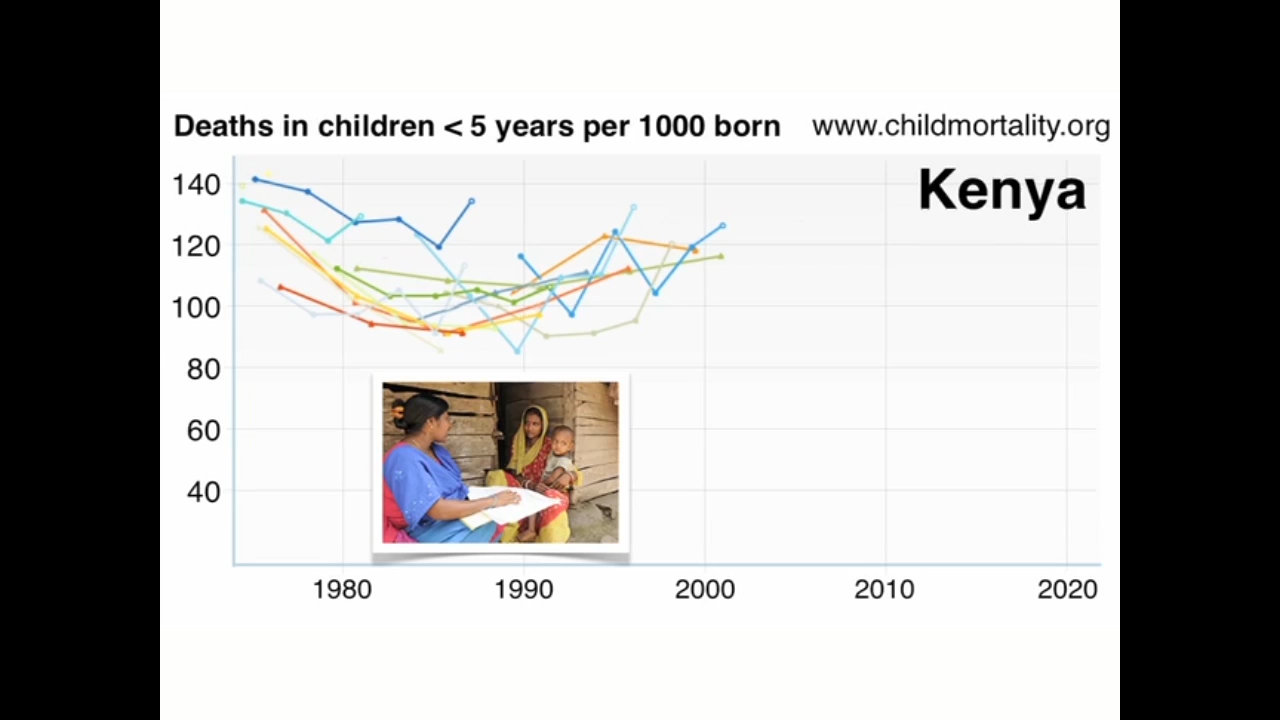 Deaths in children < 5 years per 1000 born www.childmortality.org
Kenya
140
120
100
80
60
40
1980 1990 2000 2010 2020